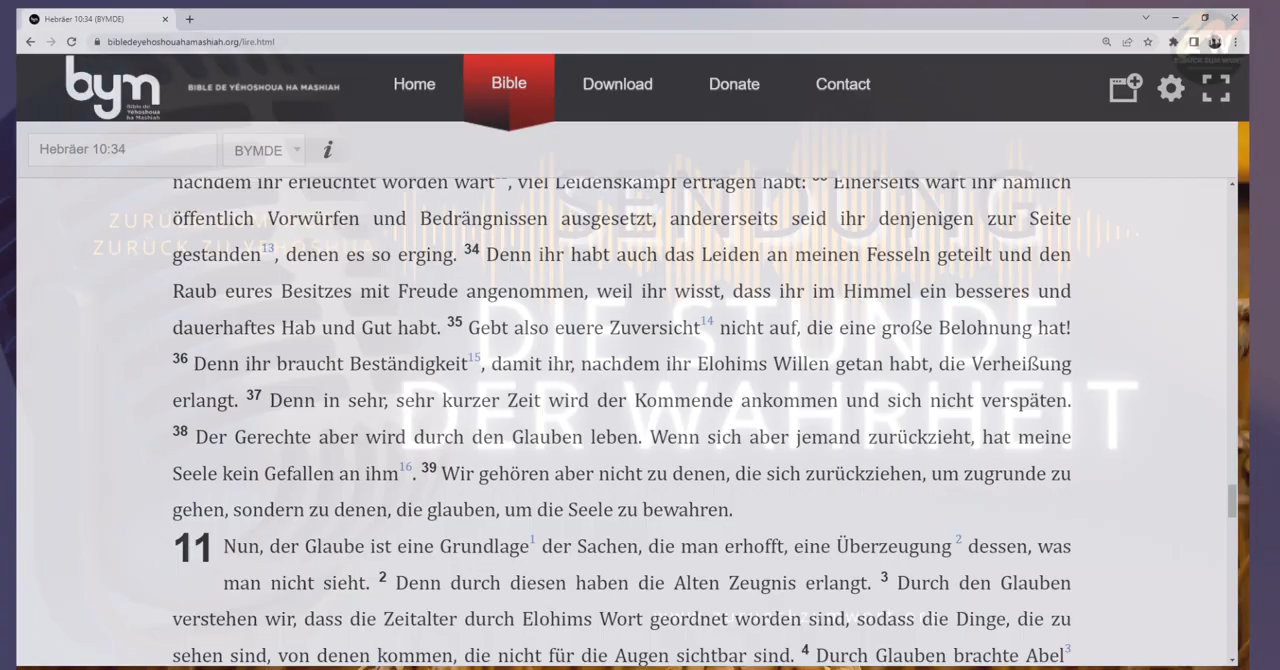 Hebräer 10:34 (BYMDE)
bibledeyehoshouahamashiah.org/lire.html
bym
Bible de
Yéhoshoua
ha Mashiah
BIBLE DE YÉHOSHOUA HA MASHIAH
Home Bible Download Donate Contact
Hebräer 10:34 BYMDE i
SENDUNG
DIE STUNDE
DER WAHRHEIT
nachdem ihr erleuchtet worden wart, viel Leidenskampf ertragen habt: Einerseits wart ihr nämlich
öffentlich Vorwürfen und Bedrängnissen ausgesetzt, andererseits seid ihr denjenigen zur Seite
gestanden13, denen es so erging. 34 Denn ihr habt auch das Leiden an meinen Fesseln geteilt und den
Raub eures Besitzes mit Freude angenommen, weil ihr wisst, dass ihr im Himmel ein besseres und
dauerhaftes Hab und Gut habt. 35 Gebt also euere Zuversicht14 nicht auf, die eine große Belohnung hat!
36 Denn ihr braucht Beständigkeit15, damit ihr, nachdem ihr Elohims Willen getan habt, die Verheißung
erlangt. 37 Denn in sehr, sehr kurzer Zeit wird der Kommende ankommen und sich nicht verspäten.
38 Der Gerechte aber wird durch den Glauben leben. Wenn sich aber jemand zurückzieht, hat meine
Seele kein Gefallen an ihm16. 39 Wir gehören aber nicht zu denen, die sich zurückziehen, um zugrunde zu
gehen, sondern zu denen, die glauben, um die Seele zu bewahren.
11 Nun, der Glaube ist eine Grundlage1 der Sachen, die man erhofft, eine Überzeugung 2 dessen, was
man nicht sieht. 2 Denn durch diesen haben die Alten Zeugnis erlangt. 3 Durch den Glauben
verstehen wir, dass die Zeitalter durch Elohims Wort geordnet worden sind, sodass die Dinge, die zu
sehen sind, von denen kommen, die nicht für die Augen sichtbar sind. 4 Durch Glauben brachte Abel3